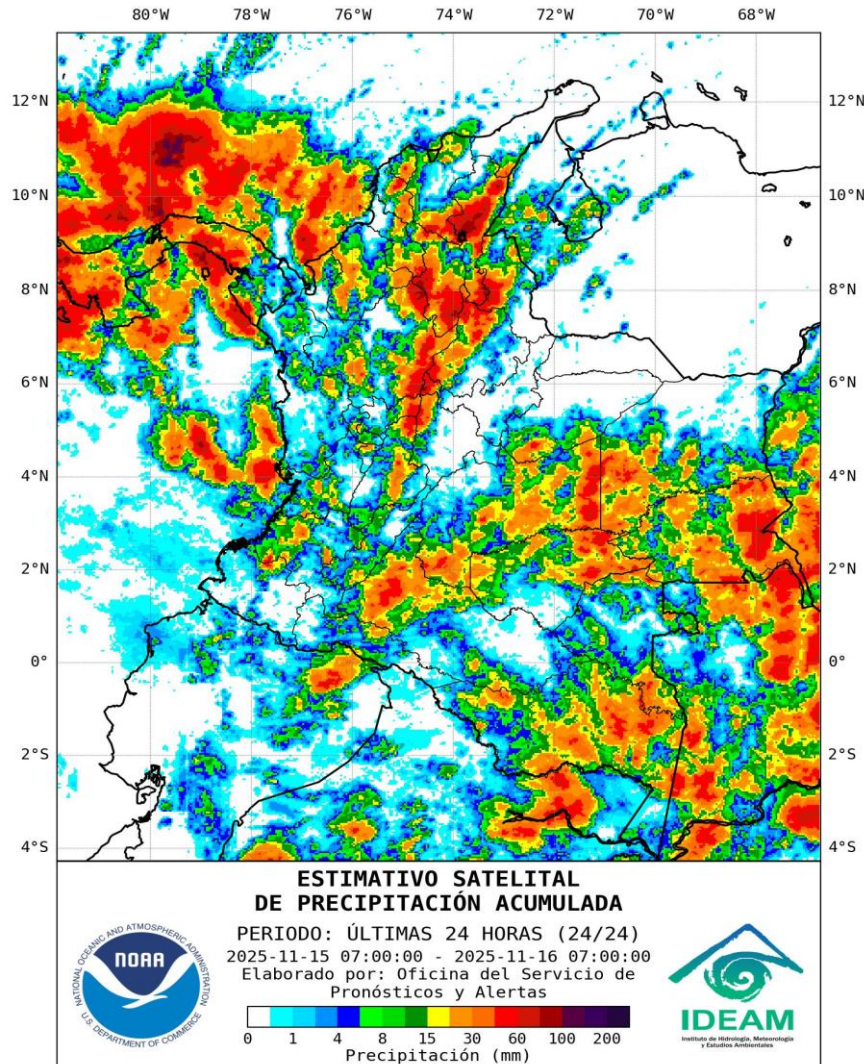 80°W 78°W 76°W 74°W 72°W 70°W 68°W
12°N 12°N
10°N 10°N
8°N 8°N
6°N 6°N
4°N 4°N
2°N 2°N
0° 0°
2°S 2°S
4°S 4°S
ESTIMATIVO SATELITAL
DE PRECIPITACIÓN ACUMULADA
PERIODO: ÚLTIMAS 24 HORAS (24/24)
2025-11-15 07:00:00 - 2025-11-16 07:00:00
Elaborado por: Oficina del Servicio de
Pronósticos y Alertas
0 1 4 8 15 30 60 100 200
Precipitación (mm)
NATIONAL OCEANIC AND ATMOSPHERIC ADMINISTRATION
NOAA
U.S. DEPARTMENT OF COMMERCE
IDEAM
Instituto de Hidrología, Meteorología
y Estudios Ambientales